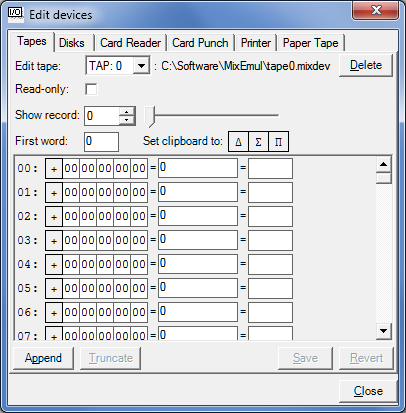 I/O Edit devices
Tapes Disks Card Reader Card Punch Printer Paper Tape
Edit tape: TAP: 0 : C:\Software\MixEmul\tape0.mixdev Delete
Read-only:
Show record: 0
First word: 0 Set clipboard to: Δ Σ Π
00: + 00 00 00 00 00 = 0 =
01: + 00 00 00 00 00 = 0 =
02: + 00 00 00 00 00 = 0 =
03: + 00 00 00 00 00 = 0 =
04: + 00 00 00 00 00 = 0 =
05: + 00 00 00 00 00 = 0 =
06: + 00 00 00 00 00 = 0 =
07: + 00 00 00 00 00 = 0 =
Append Truncate Save Revert
Close